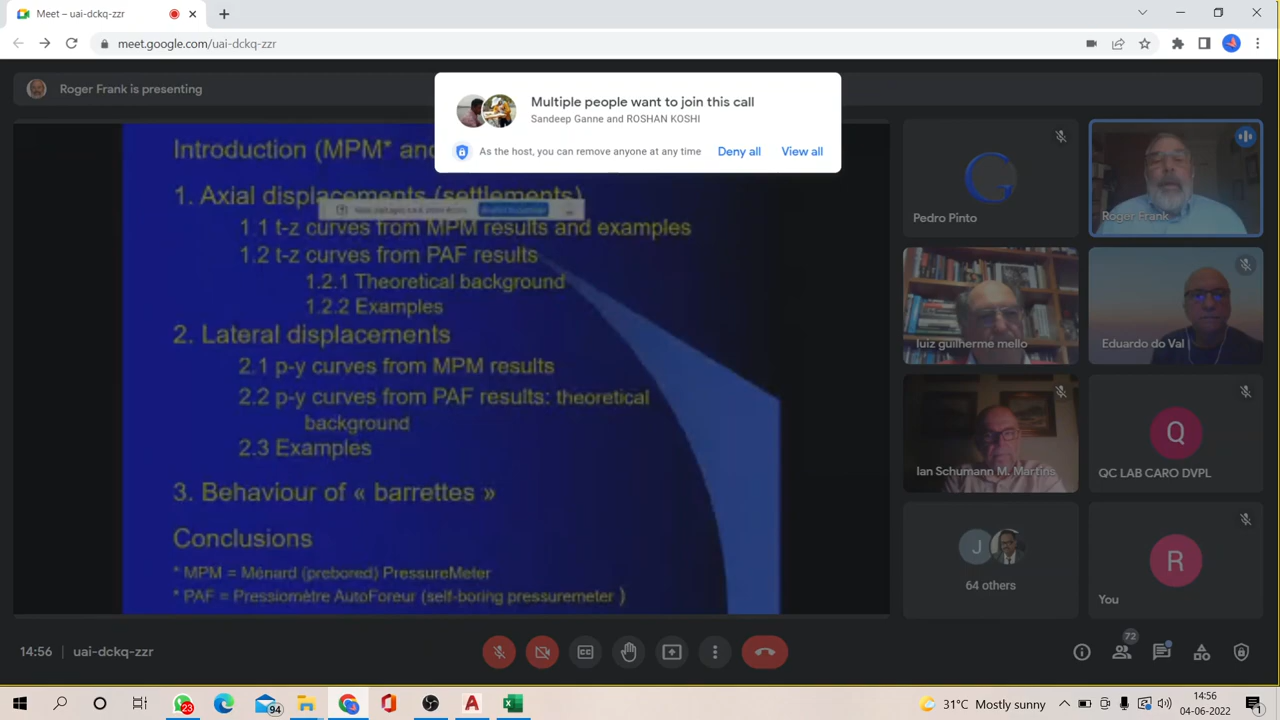 Meet – uai-dckq-zzr
meet.google.com/uai-dckq-zzr
Roger Frank is presenting
Multiple people want to join this call
Sandeep Ganne and ROSHAN KOSHI
As the host, you can remove anyone at any time
Deny all
View all
Introduction (MPM* and
1. Axial displacements (settlements)
1.1 t-z curves from MPM results and examples
1.2 t-z curves from PAF results
1.2.1 Theoretical background
1.2.2 Examples
2. Lateral displacements
2.1 p-y curves from MPM results
2.2 p-y curves from PAF results: theoretical
background
2.3 Examples
3. Behaviour of « barrettes »
Conclusions
* MPM = Ménard (prebored) PressureMeter
* PAF = Pressiomètre AutoForeur (self-boring pressuremeter )
Pedro Pinto
Roger Frank
luiz guilherme mello
Eduardo do Val
Ian Schumann M. Martins
Q
QC LAB CARO DVPL
J
64 others
R
You
14:56
uai-dckq-zzr
72
23
94
31°C Mostly sunny
14:56
04-06-2022
1